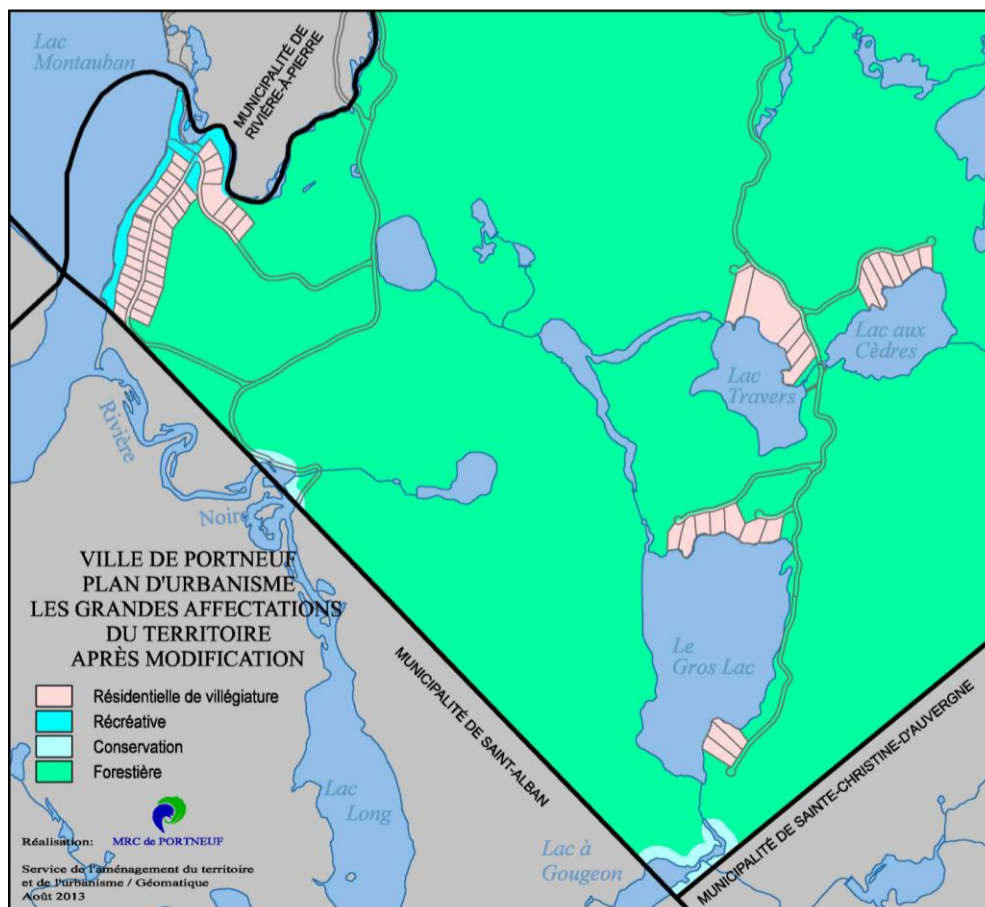 Lac
Montauban
MUNICIPALITÉ DE
RIVIÈRE-À-PIERRE
Lac aux
Cèdres
Lac
Travers
Rivière
Noire
VILLE DE PORTNEUF
PLAN D'URBANISME
LES GRANDES AFFECTATIONS
DU TERRITOIRE
APRÈS MODIFICATION
Résidentielle de villégiature
Récréative
Conservation
Forestière
Le
Gros Lac
MUNICIPALITÉ DE SAINT-ALBAN
MUNICIPALITÉ DE SAINTE-CHRISTINE-D'AUVERGNE
Lac
Long
Lac à
Gougeon
Réalisation: MRC de PORTNEUF
Service de l'aménagement du territoire
et de l'urbanisme / Géomatique
Août 2013